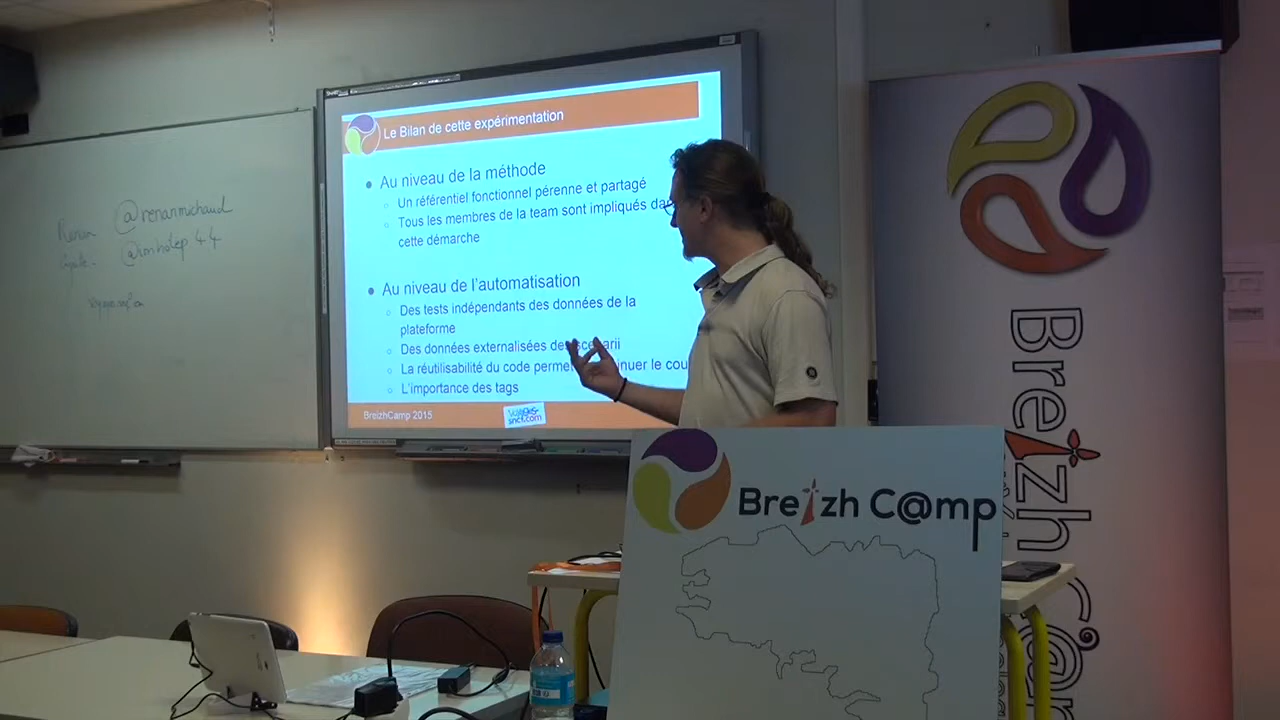 @renanmichaud
Le Bilan de cette expérimentation
Au niveau de la méthode
Un référentiel fonctionnel pérenne et partagé
Tous les membres de la team sont impliqués
cette démarche
Au niveau de l'automatisation
Des tests indépendants des données de la
plateforme
Des données externalisées
La réutilisabilité du code
L'importance des tags
BreizhCamp 2015
Breizh C@mp
Breizh C@m